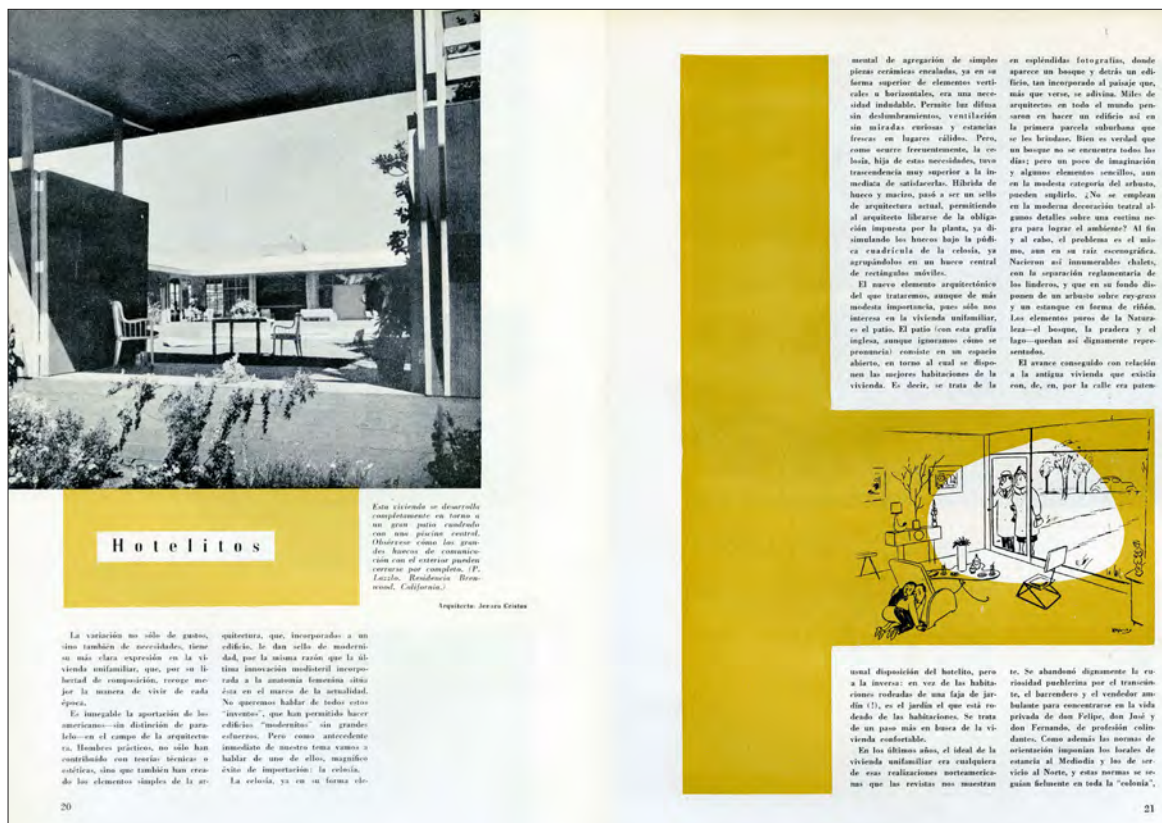 Hotelitos
Esta vivienda se desarrolla
completamente en torno a
un gran patio cuadrado
con una piscina central.
Obsérvese cómo los gran-
des huecos de comunica-
ción con el exterior pueden
cerrarse por completo. (P.
Laszlo. Residencia Bren-
wood. California.)
Arquitecto: Jenaro Cristos
La variación no sólo de gustos,
sino también de necesidades, tiene
su más clara expresión en la vi-
vienda unifamiliar, que, por su li-
bertad de composición, recoge me-
jor la manera de vivir de cada
época.
Es innegable la aportación de los
americanos—sin distinción de para-
lelo—en el campo de la arquitectu-
ra. Hombres prácticos, no sólo han
contribuido con teorías técnicas o
estéticas, sino que también han crea-
do los elementos simples de la ar-
quitectura, que, incorporados a un
edificio, le dan sello de moderni-
dad, por la misma razón que la úl-
tima innovación modisteril incorpo-
rada a la anatomía femenina sitúa
ésta en el marco de la actualidad.
No queremos hablar de todos estos
"inventos", que han permitido hacer
edificios "modernitos" sin grandes
esfuerzos. Pero como antecedente
inmediato de nuestro tema vamos a
hablar de uno de ellos, magnífico
éxito de importación: la celosía.
La celosía, ya en su forma ele-
20
mental de agregación de simples
piezas cerámicas encaladas, ya en su
forma superior de elementos verti-
cales u horizontales, era una nece-
sidad indudable. Permite luz difusa
sin deslumbramientos, ventilación
sin miradas curiosas y estancias
frescas en lugares cálidos. Pero,
como ocurre frecuentemente, la ce-
losía, hija de estas necesidades, tuvo
trascendencia muy superior a la in-
mediata de satisfacerlas. Híbrida de
hueco y macizo, pasó a ser un sello
de arquitectura actual, permitiendo
al arquitecto librarse de la obliga-
ción impuesta por la planta, ya di-
simulando los huecos bajo la púdi-
ca cuadrícula de la celosía, ya
agrupándolos en un hueco central
de rectángulos móviles.
El nuevo elemento arquitectónico
del que trataremos, aunque de más
modesta importancia, pues sólo nos
interesa en la vivienda unifamiliar,
es el patio. El patio (con esta grafía
inglesa, aunque ignoramos cómo se
pronuncia) consiste en un espacio
abierto, en torno al cual se dispo-
nen las mejores habitaciones de la
vivienda. Es decir, se trata de la
usual disposición del hotelito, pero
a la inversa: en vez de las habita-
ciones rodeadas de una faja de jar-
dín (!), es el jardín el que está ro-
deado de las habitaciones. Se trata
de un paso más en busca de la vi-
vienda confortable.
En los últimos años, el ideal de la
vivienda unifamiliar era cualquiera
de esas realizaciones norteamerica-
nas que las revistas nos muestran
en espléndidas fotografías, donde
aparece un bosque y detrás un edi-
ficio, tan incorporado al paisaje que,
más que verse, se adivina. Miles de
arquitectos en todo el mundo pen-
saron en hacer un edificio así en
la primera parcela suburbana que
se les brindase. Bien es verdad que
un bosque no se encuentra todos los
días; pero un poco de imaginación
y algunos elementos sencillos, aun
en la modesta categoría del arbusto,
pueden suplirlo. ¿No se emplean
en la moderna decoración teatral al-
gunos detalles sobre una cortina ne-
gra para lograr el ambiente? Al fin
y al cabo, el problema es el mis-
mo, aun en su raíz escenográfica.
Nacieron así innumerables chalets,
con la separación reglamentaria de
los linderos, y que en su fondo dis-
ponen de un arbusto sobre ray-grass
y un estanque en forma de riñón.
Los elementos puros de la Natura-
leza—el bosque, la pradera y el
lago—quedan así dignamente repre-
sentados.
El avance conseguido con relación
a la antigua vivienda que existía
con, de, en, por la calle era paten-
te. Se abandonó dignamente la cu-
riosidad pueblerina por el transeún-
te, el barrendero y el vendedor am-
bulante para concentrarse en la vida
privada de don Felipe, don José y
don Fernando, de profesión colin-
dantes. Como además las normas de
orientación imponían los locales de
estancia al Mediodía y los de ser-
vicio al Norte, y estas normas se se-
guían fielmente en toda la "colonia",
21